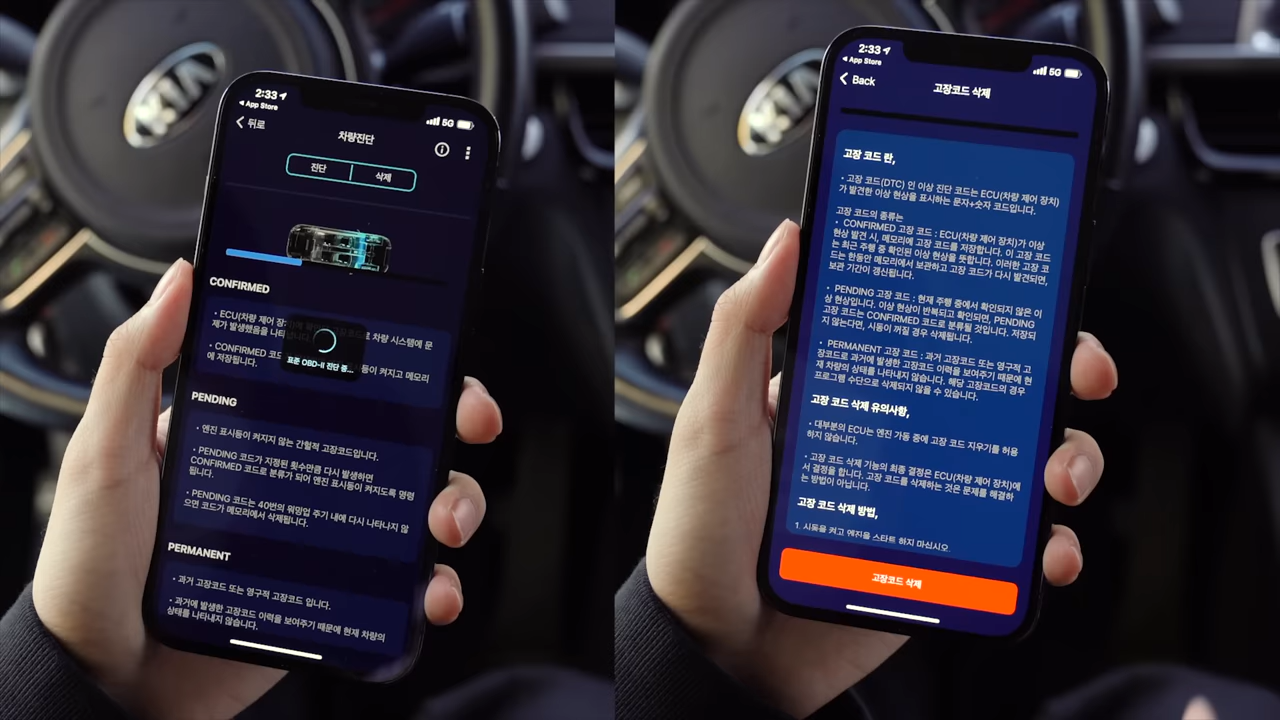 KIA
2:33
App Store
5G
뒤로
차량진단
진단
삭제
CONFIRMED
• ECU(차량 제어 장치)에
로 차량 시스템에 문
제가 발생했음을 나타
표준 OBD-II 진단 중...
• CONFIRMED 코드
등이 켜지고 메모리
에 저장됩니다.
PENDING
• 엔진 표시등이 켜지지 않는 간헐적 고장코드입니다.
• PENDING 코드가 지정된 횟수만큼 다시 발생하면
CONFIRMED 코드로 분류가 되어 엔진 표시등이 켜지도록 명령
됩니다.
• PENDING 코드는 40번의 워밍업 주기 내에 다시 나타나지 않
으면 코드가 메모리에서 삭제됩니다.
PERMANENT
• 과거 고장코드 또는 영구적 고장코드 입니다.
• 과거에 발생한 고장코드 이력을 보여주기 때문에 현재 차량의
상태를 나타내지 않습니다.
KIA
2:33
App Store
5G
Back
고장코드 삭제
고장 코드 란,
• 고장 코드(DTC) 인 이상 진단 코드는 ECU(차량 제어 장치)
가 발견한 이상 현상을 표시하는 문자+숫자 코드입니다.
고장 코드의 종류는
• CONFIRMED 고장 코드 : ECU(차량 제어 장치)가 이상
현상 발견 시, 메모리에 고장 코드를 저장합니다. 이 고장 코드
는 최근 주행 중 확인된 이상 현상을 뜻합니다. 이러한 고장 코
드는 한동안 메모리에서 보관하고 고장 코드가 다시 발견되면,
보관 기간이 갱신됩니다.
• PENDING 고장 코드 : 현재 주행 중에서 확인되지 않은 이
상 현상입니다. 이상 현상이 반복되고 확인되면, PENDING
고장 코드는 CONFIRMED 코드로 분류될 것입니다. 저장되
지 않는다면, 시동이 꺼질 경우 삭제됩니다.
• PERMANENT 고장 코드 : 과거 고장코드 또는 영구적 고
장코드로 과거에 발생한 고장코드 이력을 보여주기 때문에 현
재 차량의 상태를 나타내지 않습니다. 해당 고장코드의 경우
프로그램 수단으로 삭제되지 않을 수 있습니다.
고장 코드 삭제 유의사항,
• 대부분의 ECU는 엔진 가동 중에 고장 코드 지우기를 허용
하지 않습니다.
• 고장 코드 삭제 기능의 최종 결정은 ECU(차량 제어 장치)에
서 결정을 합니다. 고장 코드를 삭제하는 것은 문제를 해결하
는 방법이 아닙니다.
고장 코드 삭제 방법,
1. 시동을 켜고 엔진을 스타트 하지 마십시오.
고장코드 삭제